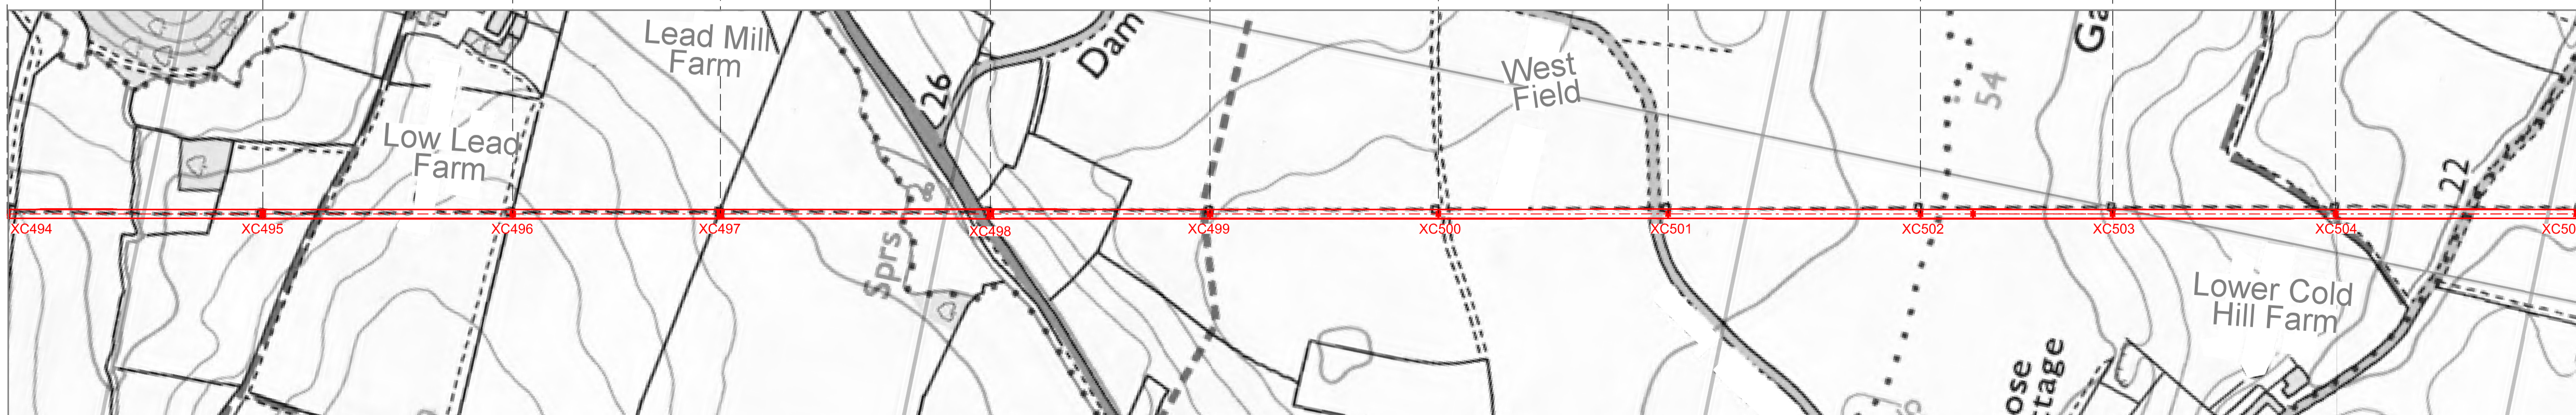 Lead Mill
Farm
Low Lead
Farm
26
Dam
Sprs
West
Field
54
Ga
22
Lower Cold
Hill Farm
ose
ttage
XC494
XC495
XC496
XC497
XC498
XC499
XC500
XC501
XC502
XC503
XC504
XC50